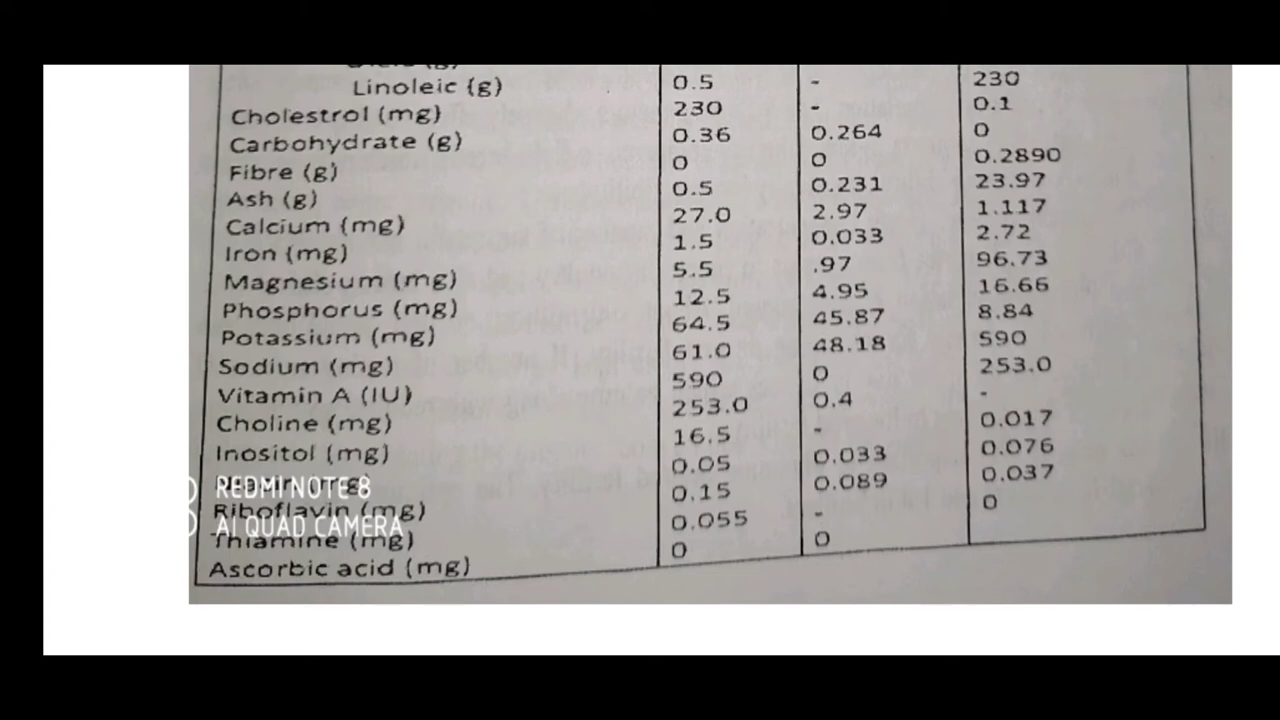 Linoleic (g) 0.5 -
Cholestrol (mg) 230 - 230
Carbohydrate (g) 0.36 0.264 0.1
Fibre (g) 0 0 0
Ash (g) 0.5 0.231 0.2890
Calcium (mg) 27.0 2.97 23.97
Iron (mg) 1.5 0.033 1.117
Magnesium (mg) 5.5 .97 2.72
Phosphorus (mg) 12.5 4.95 96.73
Potassium (mg) 64.5 45.87 16.66
Sodium (mg) 61.0 48.18 8.84
Vitamin A (IU) 590 0 590
Choline (mg) 253.0 0.4 253.0
Inositol (mg) 16.5 - -
(mg) 0.05 0.033 0.017
REDMI NOTE 8
Riboflavin (mg) 0.15 0.089 0.076
AI QUAD CAMERA
Thiamine (mg) 0.055 - 0.037
Ascorbic acid (mg) 0 0 0